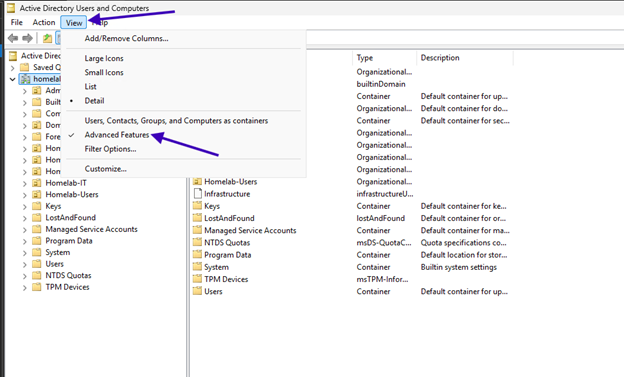 Active Directory Users and Computers
File Action View Help
Add/Remove Columns...
Large Icons
Small Icons
List
Detail
Users, Contacts, Groups, and Computers as containers
Advanced Features
Filter Options...
Customize...
Active Direc
Saved Q
homelab
Adm
Built
Com
Dom
Fore
Hom
Hom
Hom
Homelab-IT
Homelab-Users
Keys
LostAndFound
Managed Service Accounts
Program Data
System
Users
NTDS Quotas
TPM Devices
Type Description
Organizational...
builtinDomain
Container Default container for up...
Organizational... Default container for do...
Container Default container for sec...
Organizational...
Organizational...
Organizational...
Organizational...
Homelab-Users Organizational...
Infrastructure infrastructureU...
Keys Container Default container for ke...
LostAndFound lostAndFound Default container for or...
Managed Service Accounts Container Default container for ma...
NTDS Quotas msDS-QuotaC... Quota specifications co...
Program Data Container Default location for stor...
System Container Builtin system settings
TPM Devices msTPM-Infor...
Users Container Default container for up...